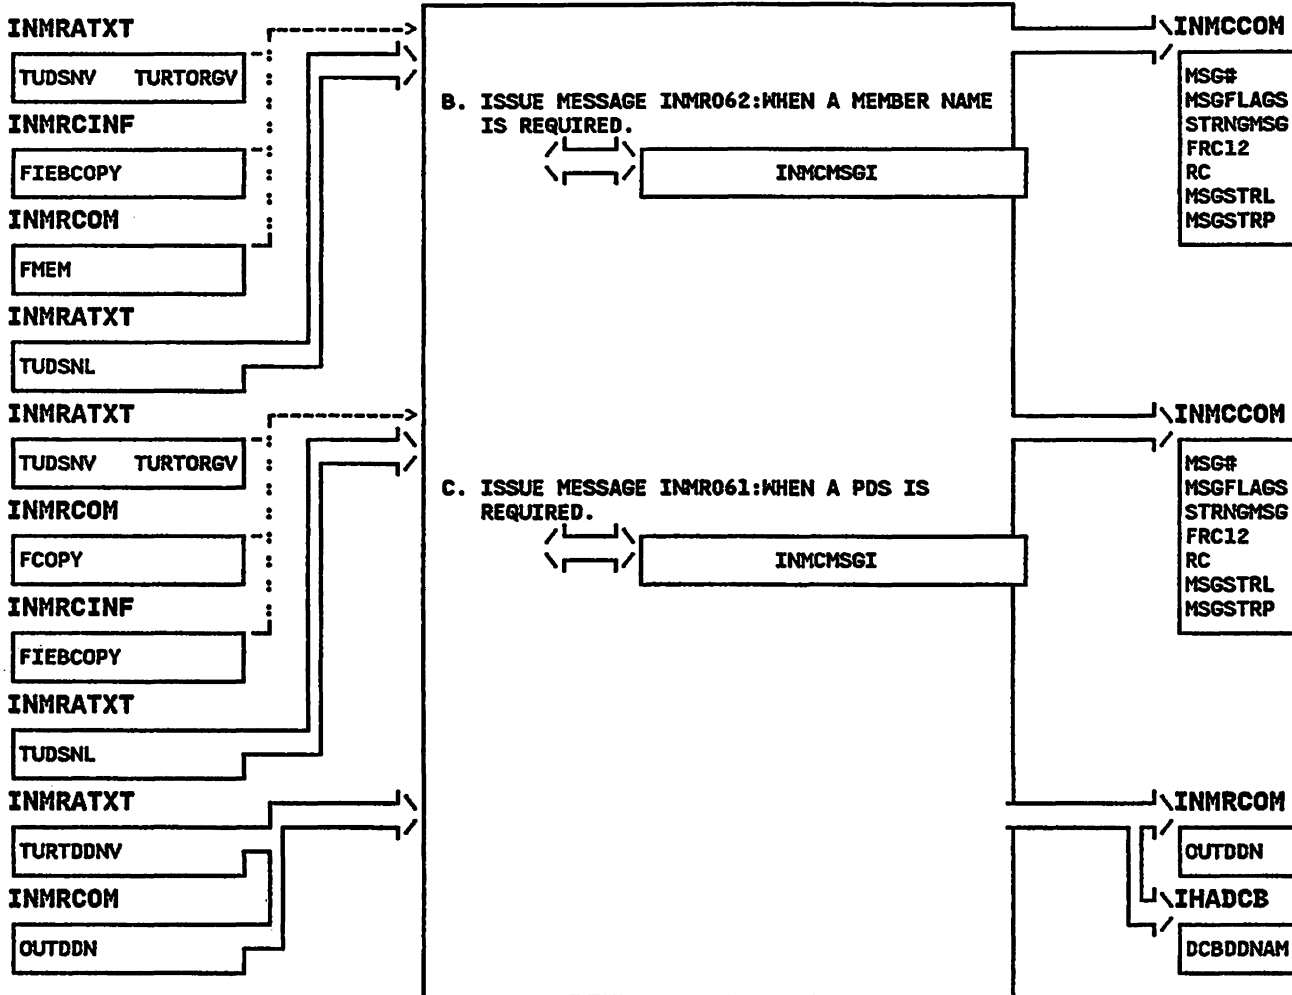 INMRATXT
TUDSNV TURTORGV
INMRCINF
FIEBCOPY
INMRCOM
FMEM
INMRATXT
TUDSNL
INMRATXT
TUDSNV TURTORGV
INMRCOM
FCOPY
INMRCINF
FIEBCOPY
INMRATXT
TUDSNL
INMRATXT
TURTDDNV
INMRCOM
OUTDDN
B. ISSUE MESSAGE INMR062:WHEN A MEMBER NAME
IS REQUIRED.
INMCMSGI
C. ISSUE MESSAGE INMR061:WHEN A PDS IS
REQUIRED.
INMCMSGI
INMCCOM
MSG#
MSGFLAGS
STRNGMSG
FRC12
RC
MSGSTRL
MSGSTRP
INMCCOM
MSG#
MSGFLAGS
STRNGMSG
FRC12
RC
MSGSTRL
MSGSTRP
INMRCOM
OUTDDN
IHADCB
DCBDDNAM